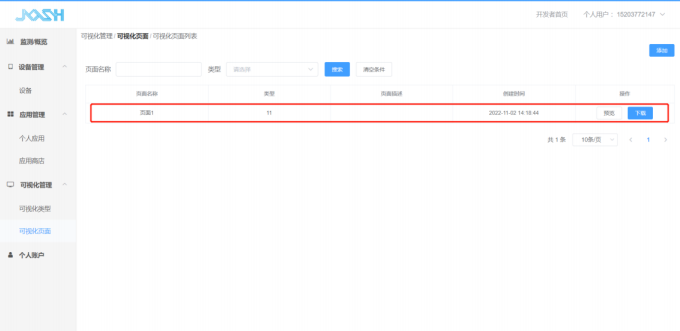 JXXSH
开发者首页 个人用户：15203772147
监测/概览
设备管理
设备
应用管理
个人应用
应用商店
可视化管理
可视化类型
可视化页面
个人账户
可视化管理 / 可视化页面 / 可视化页面列表
添加
页面名称 类型 请选择 搜索 清空条件
页面名称 类型 页面描述 创建时间 操作
页面1 11 2022-11-02 14:18:44 预览 下载
共 1 条 10条/页 < 1 >